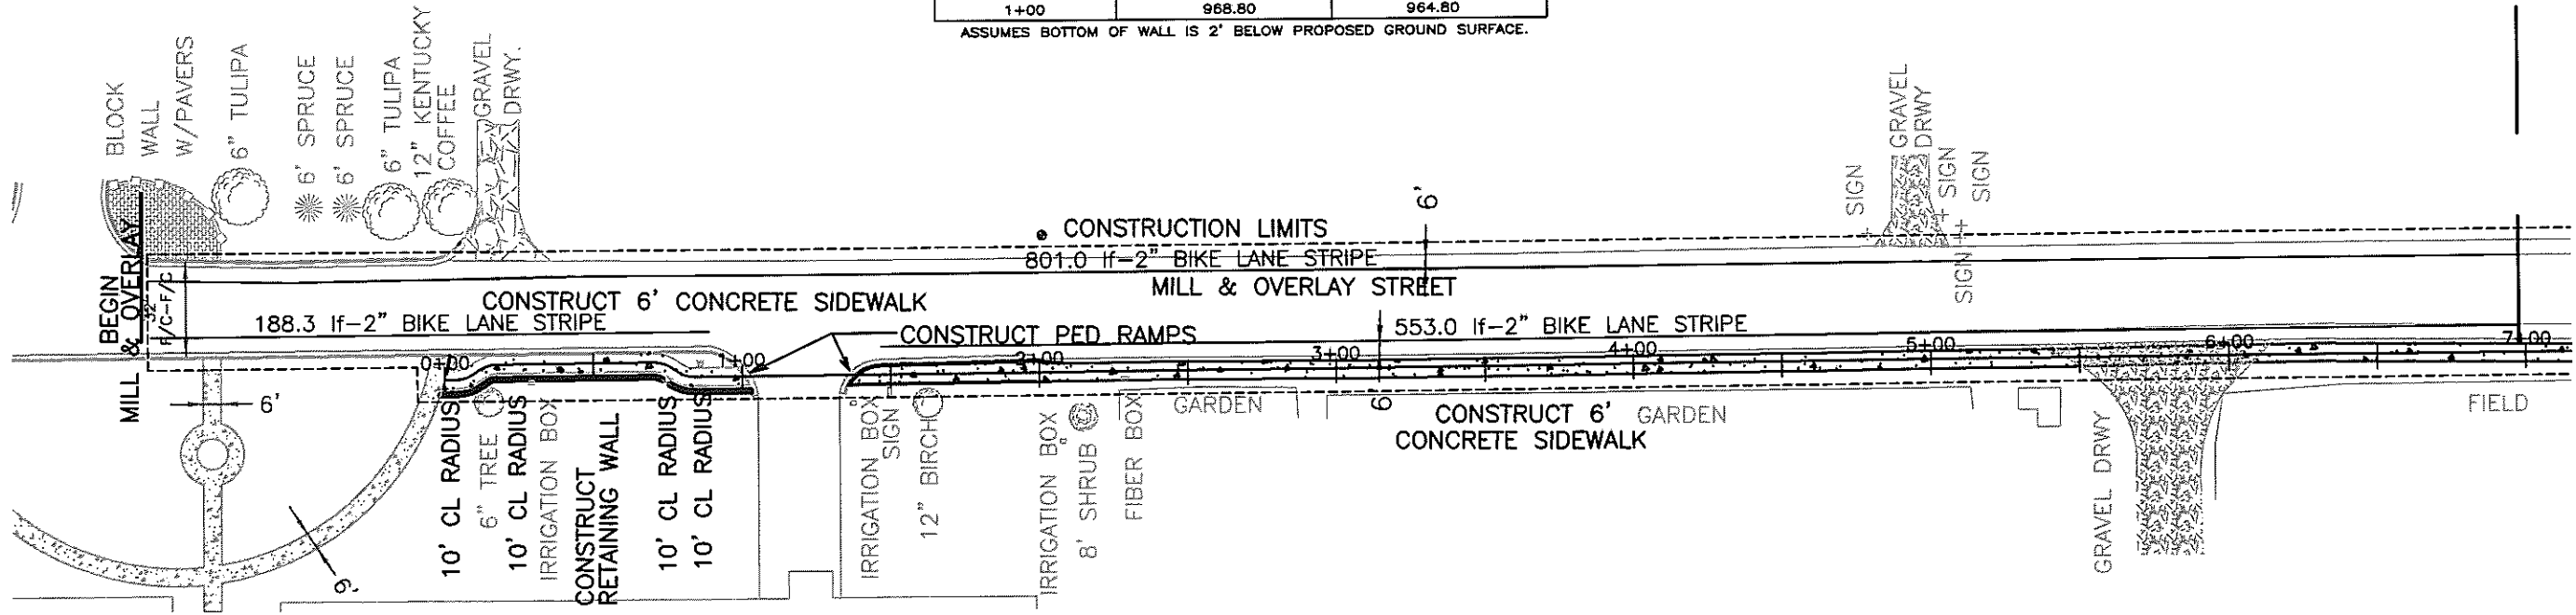 1+00 968.80 964.80
ASSUMES BOTTOM OF WALL IS 2' BELOW PROPOSED GROUND SURFACE.
BLOCK
WALL
W/PAVERS
6" TULIPA
6' SPRUCE
6' SPRUCE
6" TULIPA
12" KENTUCKY
COFFEE
GRAVEL
DRWY.
SIGN
GRAVEL
DRWY
SIGN
SIGN
SIGN
6'
CONSTRUCTION LIMITS
801.0 lf-2" BIKE LANE STRIPE
MILL & OVERLAY STREET
BEGIN
MILL & OVERLAY
F/C-F/C
CONSTRUCT 6' CONCRETE SIDEWALK
188.3 lf-2" BIKE LANE STRIPE
CONSTRUCT PED RAMPS
553.0 lf-2" BIKE LANE STRIPE
0+00
1+00
2+00
3+00
4+00
5+00
6+00
7+00
6'
6'
10' CL RADIUS
6" TREE
10' CL RADIUS
IRRIGATION BOX
CONSTRUCT
RETAINING WALL
10' CL RADIUS
10' CL RADIUS
IRRIGATION BOX
SIGN
12" BIRCH
IRRIGATION BOX
8' SHRUB
FIBER BOX
GARDEN
6'
CONSTRUCT 6'
CONCRETE SIDEWALK
GARDEN
GRAVEL DRWY
FIELD